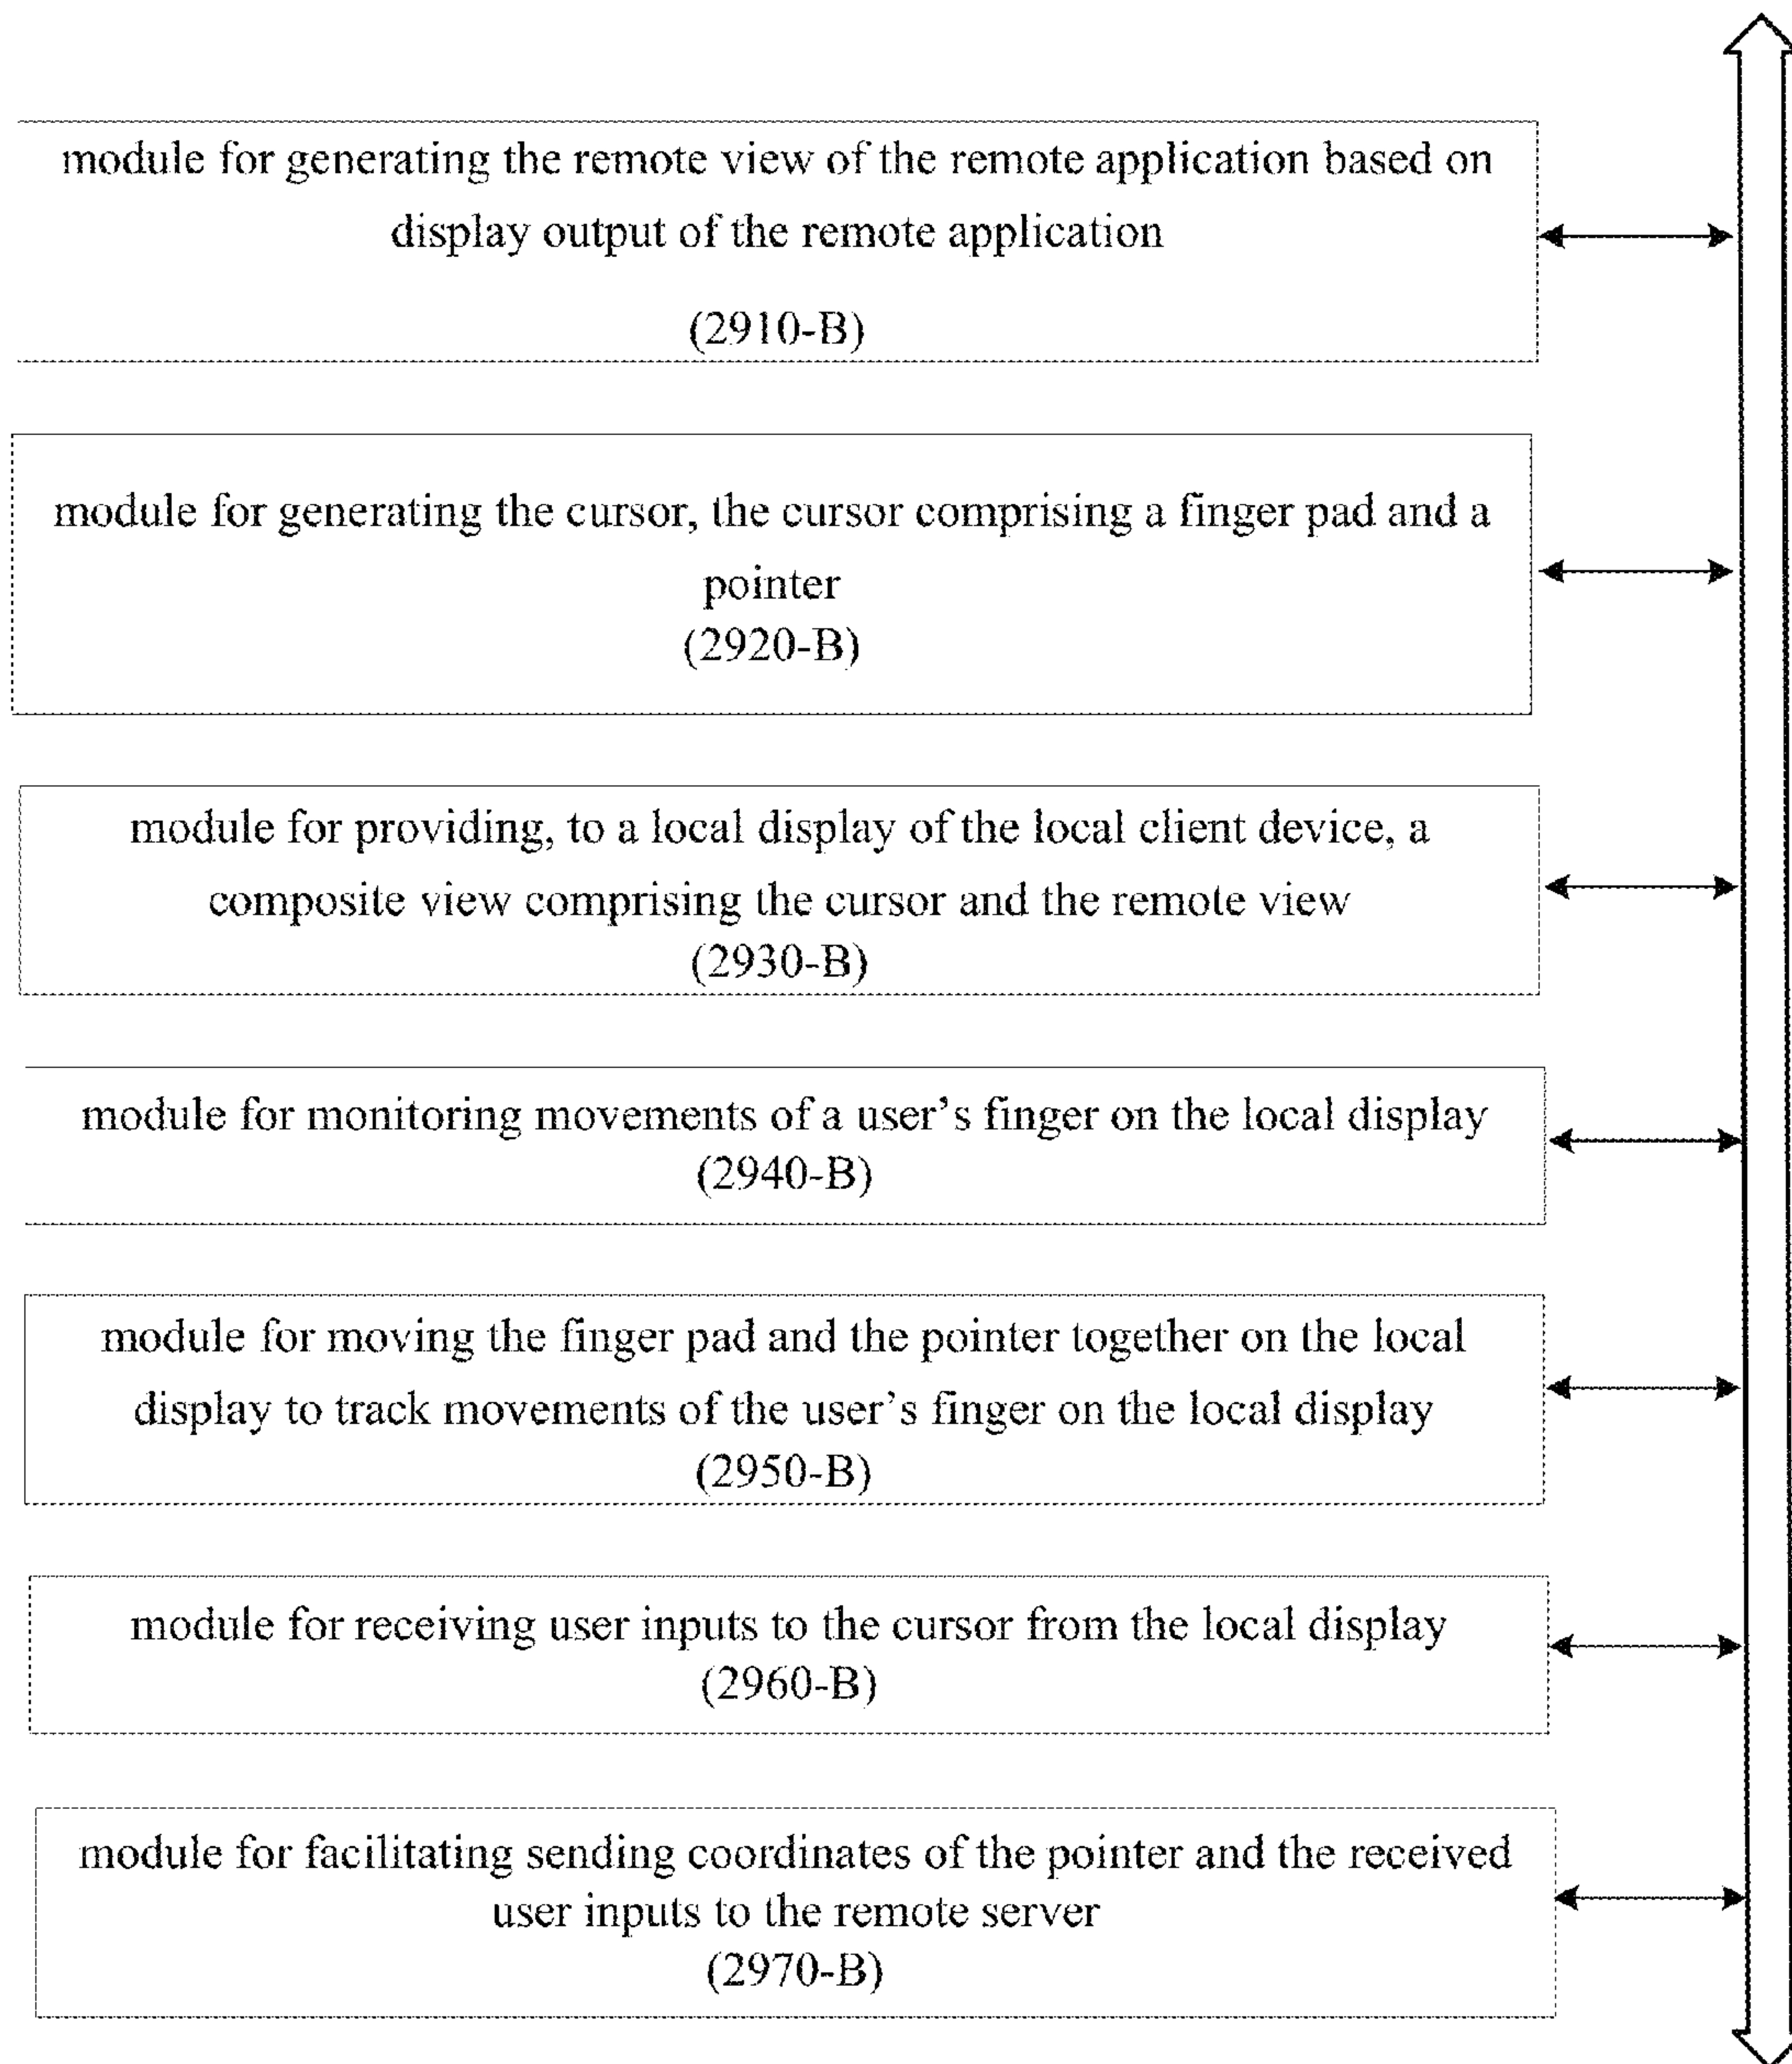 module for generating the remote view of the remote application based on
display output of the remote application
(2910-B)
module for generating the cursor, the cursor comprising a finger pad and a
pointer
(2920-B)
module for providing, to a local display of the local client device, a
composite view comprising the cursor and the remote view
(2930-B)
module for monitoring movements of a user’s finger on the local display
(2940-B)
module for moving the finger pad and the pointer together on the local
display to track movements of the user’s finger on the local display
(2950-B)
module for receiving user inputs to the cursor from the local display
(2960-B)
module for facilitating sending coordinates of the pointer and the received
user inputs to the remote server
(2970-B)